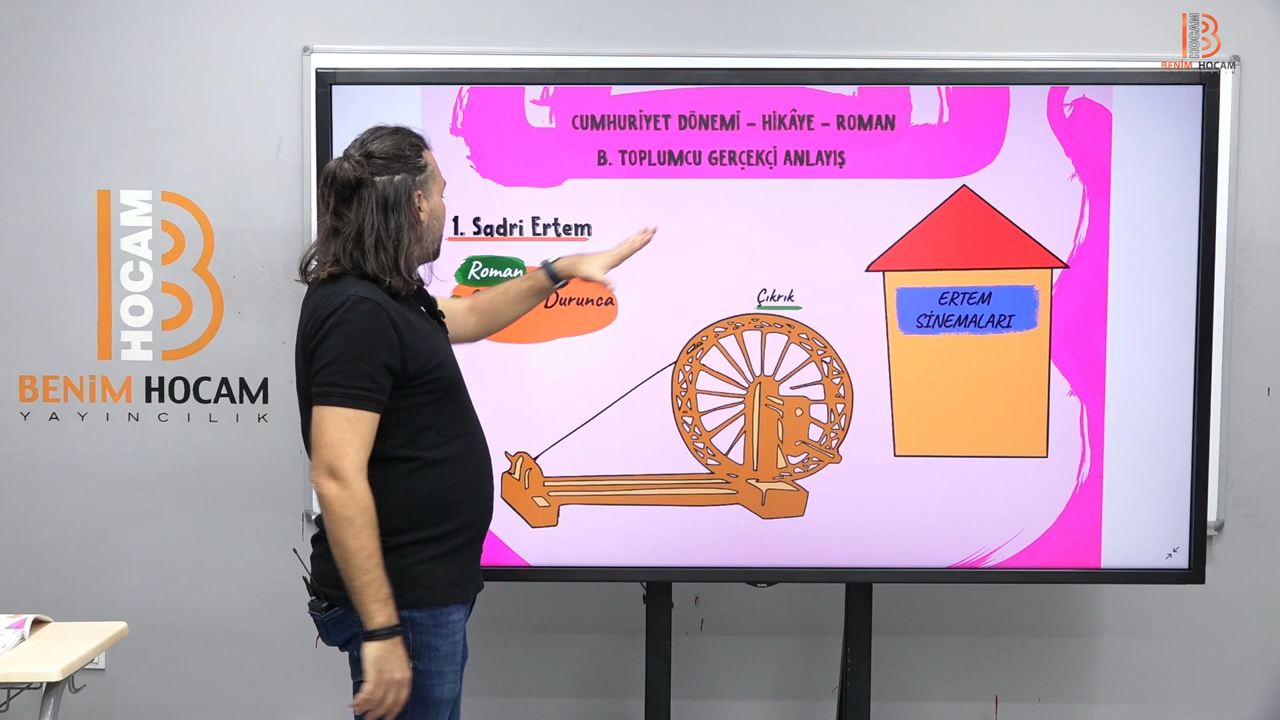 HOCAM
BENİM HOCAM
CUMHURİYET DÖNEMİ - HİKÂYE - ROMAN
B. TOPLUMCU GERÇEKÇİ ANLAYIŞ
1. Sadri Ertem
Roman
Durunca
Çıkrık
ERTEM
SİNEMALARI
HOCAM
BENİM HOCAM
YAYINCILIK